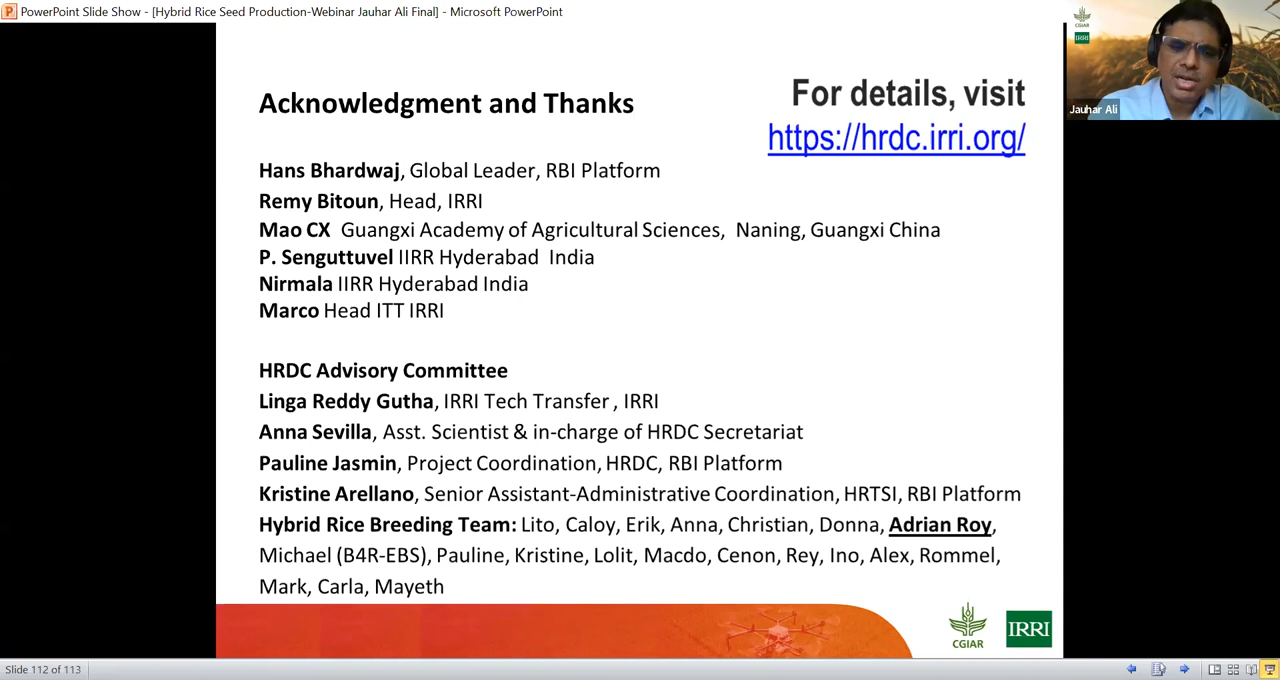 PowerPoint Slide Show - [Hybrid Rice Seed Production-Webinar Jauhar Ali Final] - Microsoft PowerPoint
CGIAR
IRRI
Jauhar Ali
Acknowledgment and Thanks
For details, visit
https://hrdc.irri.org/
Hans Bhardwaj, Global Leader, RBI Platform
Remy Bitoun, Head, IRRI
Mao CX Guangxi Academy of Agricultural Sciences, Naning, Guangxi China
P. Senguttuvel IIRR Hyderabad India
Nirmala IIRR Hyderabad India
Marco Head ITT IRRI
HRDC Advisory Committee
Linga Reddy Gutha, IRRI Tech Transfer , IRRI
Anna Sevilla, Asst. Scientist & in-charge of HRDC Secretariat
Pauline Jasmin, Project Coordination, HRDC, RBI Platform
Kristine Arellano, Senior Assistant-Administrative Coordination, HRTSI, RBI Platform
Hybrid Rice Breeding Team: Lito, Caloy, Erik, Anna, Christian, Donna, Adrian Roy,
Michael (B4R-EBS), Pauline, Kristine, Lolit, Macdo, Cenon, Rey, Ino, Alex, Rommel,
Mark, Carla, Mayeth
CGIAR
IRRI
Slide 112 of 113